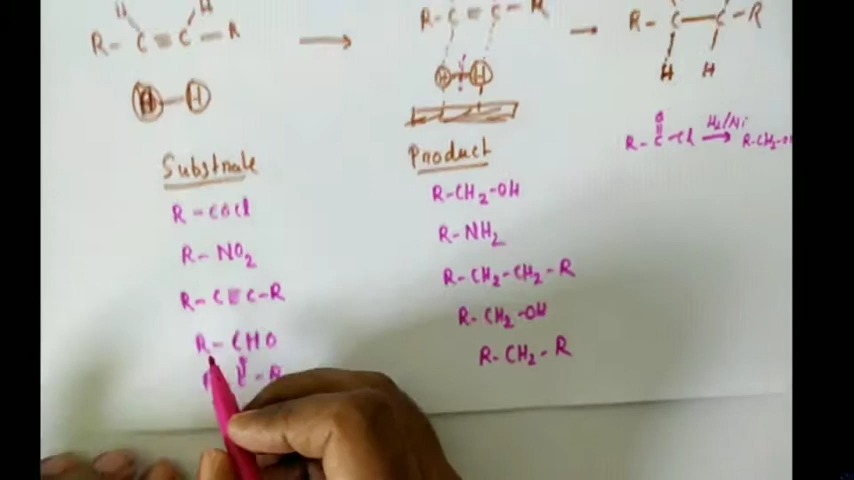 H H
R-C=C-R
H-H
R-C=C-R
H-H
R-C-C-R
H H
O
R-C-Cl H₂/Ni → R-CH₂-OH
Substrate Product
R-COCl R-CH₂-OH
R-NO₂ R-NH₂
R-C≡C-R R-CH₂-CH₂-R
R-CHO R-CH₂-OH
C-R R-CH₂-R